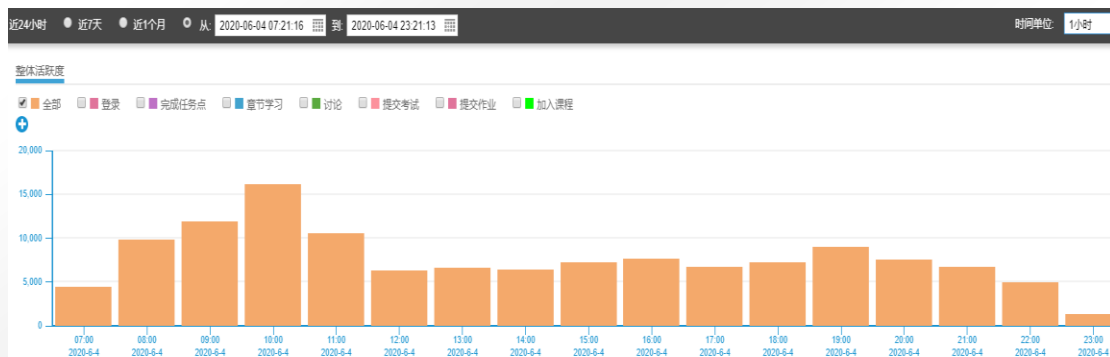 近24小时 近7天 近1个月 从: 2020-06-04 07:21:16 到: 2020-06-04 23:21:13 时间单位: 1小时
整体活跃度
全部 登录 完成任务点 章节学习 讨论 提交考试 提交作业 加入课程
20,000
15,000
10,000
5,000
0
07:00 08:00 09:00 10:00 11:00 12:00 13:00 14:00 15:00 16:00 17:00 18:00 19:00 20:00 21:00 22:00 23:00
2020-6-4 2020-6-4 2020-6-4 2020-6-4 2020-6-4 2020-6-4 2020-6-4 2020-6-4 2020-6-4 2020-6-4 2020-6-4 2020-6-4 2020-6-4 2020-6-4 2020-6-4 2020-6-4 2020-6-4